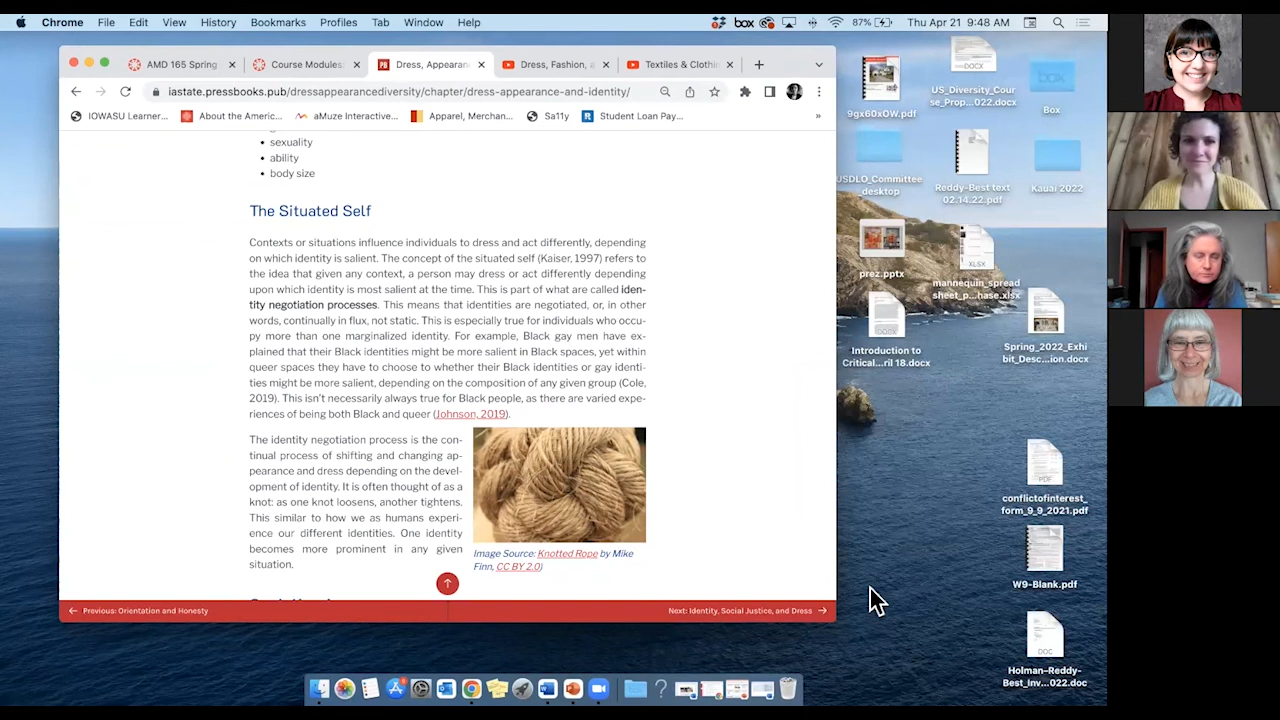 Chrome File Edit View History Bookmarks Profiles Tab Window Help
box 87% Thu Apr 21 9:48 AM
AMD 165 Spring
Course Modules:
Dress, Appearan
Dress, Fashion, a
Textiles & Clothin
iastate.pressbooks.pub/dressappearancediversity/chapter/dress-appearance-and-identity/
IOWASU Learner...
About the Americ...
aMuze Interactive...
Apparel, Merchan...
Sa11y
Student Loan Pay...
»
• sexuality
• ability
• body size
The Situated Self
Contexts or situations influence individuals to dress and act differently, depending
on which identity is salient. The concept of the situated self (Kaiser, 1997) refers to
the idea that given any context, a person may dress or act differently depending
upon which identity is most salient at the time. This is part of what are called iden-
tity negotiation processes. This means that identities are negotiated, or, in other
words, continually in flux, not static. This is especially true for individuals who occu-
py more than one marginalized identity. For example, Black gay men have ex-
plained that their Black identities might be more salient in Black spaces, yet within
queer spaces they have to choose to whether their Black identities or gay identi-
ties might be more salient, depending on the composition of any given group (Cole,
2019). This isn't necessarily always true for Black people, as there are varied expe-
riences of being both Black and queer (Johnson, 2019).
The identity negotiation process is the con-
tinual process of shifting and changing ap-
pearance and dress depending on the devel-
opment of identity. It is often thought of as a
knot: as one knot loosens, another tightens.
This similar to how we as humans experi-
ence our different identities. One identity
becomes more prominent in any given
situation.
Image Source: Knotted Rope by Mike
Finn, CC BY 2.0)
← Previous: Orientation and Honesty
Next: Identity, Social Justice, and Dress →
9gx60xOW.pdf
DOCX
US_Diversity_Cour
se_Prop...022.docx
box
Box
USDLO_Committee_
desktop
Reddy-Best text
02.14.22.pdf
Kauai 2022
prez.pptx
XLSX
mannequin_spread
sheet_p...hase.xlsx
Introduction to
Critical...ril 18.docx
Spring_2022_Exhi
bit_Desc...ion.docx
PDF
conflictofinterest_
form_9_9_2021.pdf
W9-Blank.pdf
DOC
Holman-Reddy-
Best_Inv...022.doc